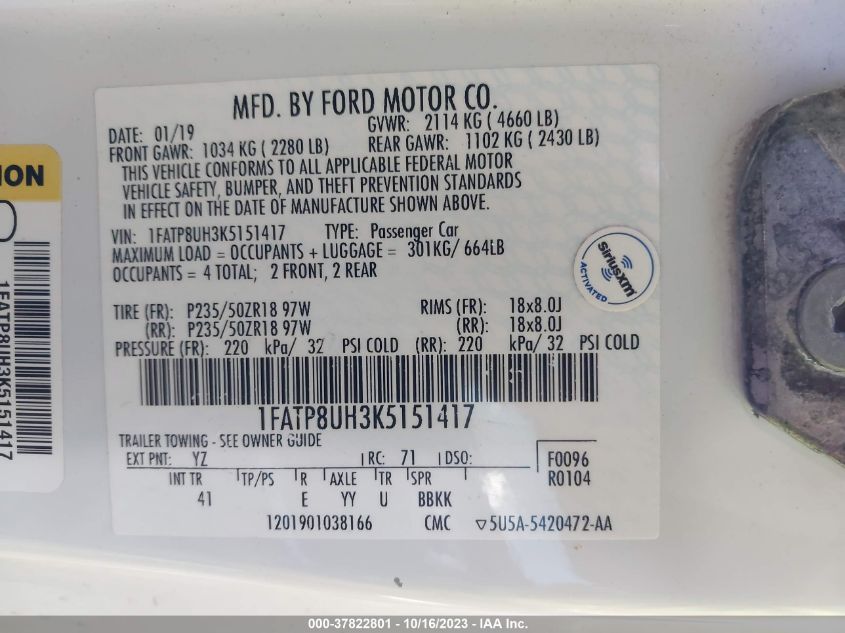 MFD. BY FORD MOTOR CO.
DATE: 01/19
GVWR: 2114 KG ( 4660 LB)
FRONT GAWR: 1034 KG ( 2280 LB)
REAR GAWR: 1102 KG ( 2430 LB)
THIS VEHICLE CONFORMS TO ALL APPLICABLE FEDERAL MOTOR
VEHICLE SAFETY, BUMPER, AND THEFT PREVENTION STANDARDS
IN EFFECT ON THE DATE OF MANUFACTURE SHOWN ABOVE.
VIN: 1FATP8UH3K5151417 TYPE: Passenger Car
MAXIMUM LOAD = OCCUPANTS + LUGGAGE = 301KG/ 664LB
OCCUPANTS = 4 TOTAL; 2 FRONT, 2 REAR
SiriusXM
ACTIVATED
TIRE (FR): P235/50ZR18 97W RIMS (FR): 18x8.0J
(RR): P235/50ZR18 97W (RR): 18x8.0J
PRESSURE (FR): 220 kPa/ 32 PSI COLD (RR): 220 kPa/ 32 PSI COLD
1FATP8UH3K5151417
TRAILER TOWING - SEE OWNER GUIDE
EXT PNT: YZ RC: 71 DSO: F0096
INT TR TP/PS R AXLE TR SPR R0104
41 E YY U BBKK
1201901038166 CMC ▽5U5A-5420472-AA
ION
1FATP8UH3K5151417
000-37822801 - 10/16/2023 - IAA Inc.